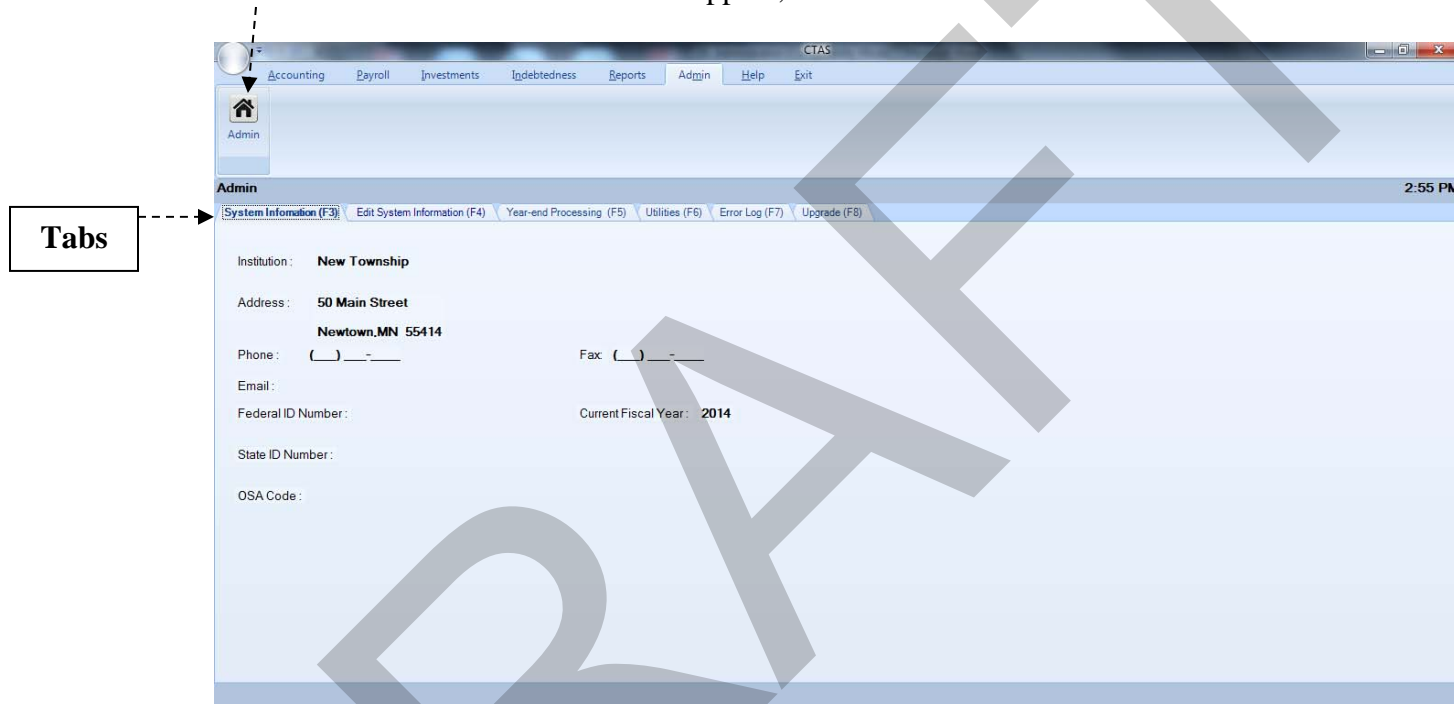 CTAS
Accounting Payroll Investments Indebtedness Reports Admin Help Exit
Admin
Admin 2:55 PM
Tabs
System Infomation (F3) Edit System Information (F4) Year-end Processing (F5) Utilities (F6) Error Log (F7) Upgrade (F8)
Institution : New Township
Address : 50 Main Street
Newtown,MN 55414
Phone : (___) ___-____ Fax: (___) ___-____
Email :
Federal ID Number : Current Fiscal Year : 2014
State ID Number :
OSA Code :
RAFT